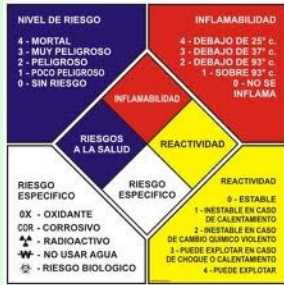 NIVEL DE RIESGO
4 - MORTAL
3 - MUY PELIGROSO
2 - PELIGROSO
1 - POCO PELIGROSO
0 - SIN RIESGO
INFLAMABILIDAD
4 - DEBAJO DE 25° c.
3 - DEBAJO DE 37° c.
2 - DEBAJO DE 93° c.
1 - SOBRE 93° c.
0 - NO SE
INFLAMA
INFLAMABILIDAD
RIESGOS
A LA SALUD
REACTIVIDAD
RIESGO
ESPECIFICO
RIESGO
ESPECIFICO
OX - OXIDANTE
COR - CORROSIVO
- RADIOACTIVO
W - NO USAR AGUA
- RIESGO BIOLOGICO
REACTIVIDAD
0 - ESTABLE
1 - INESTABLE EN CASO
DE CALENTAMIENTO
2 - INESTABLE EN CASO
DE CAMBIO QUIMICO VIOLENTO
3 - PUEDE EXPLOTAR EN CASO
DE CHOQUE O CALENTAMIENTO
4 - PUEDE EXPLOTAR